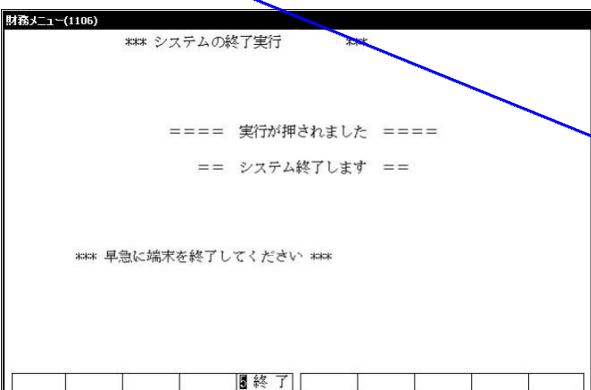 財務メニュー(1106)
*** システムの終了実行 ***
==== 実行が押されました ====
== システム終了します ==
*** 早急に端末を終了してください ***
5 終 了